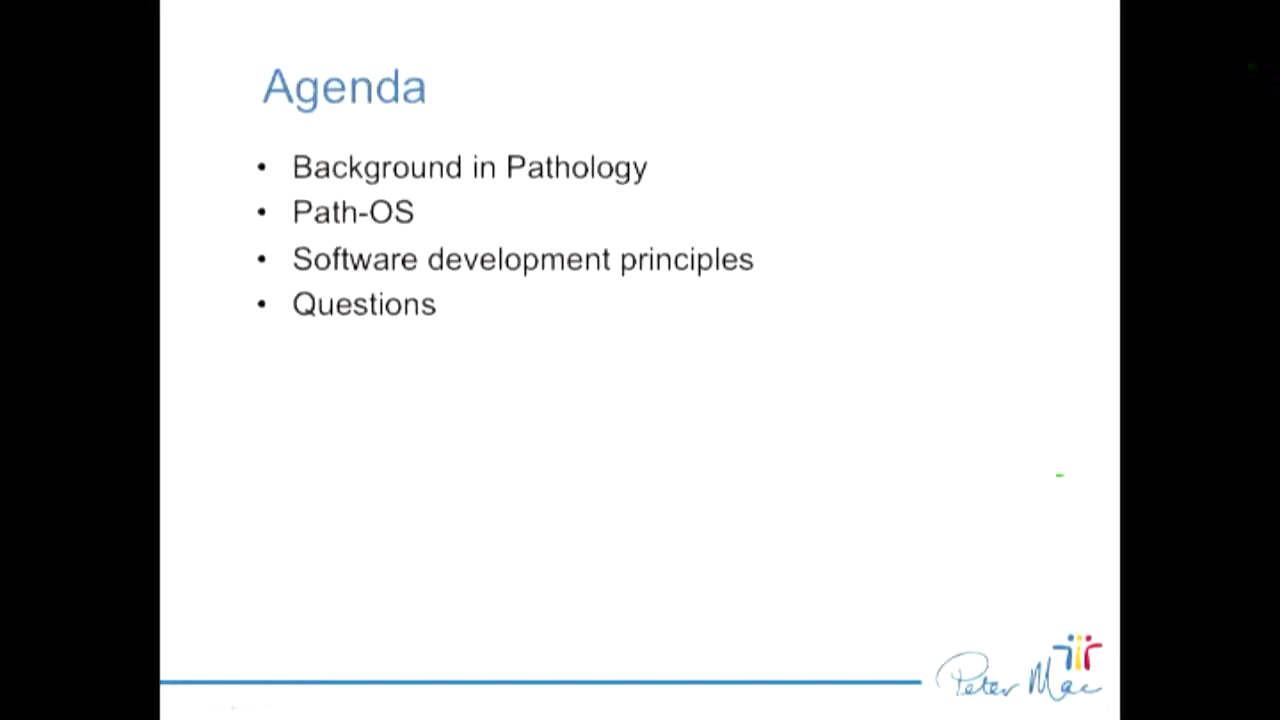 Agenda
• Background in Pathology
• Path-OS
• Software development principles
• Questions
Peter Mac